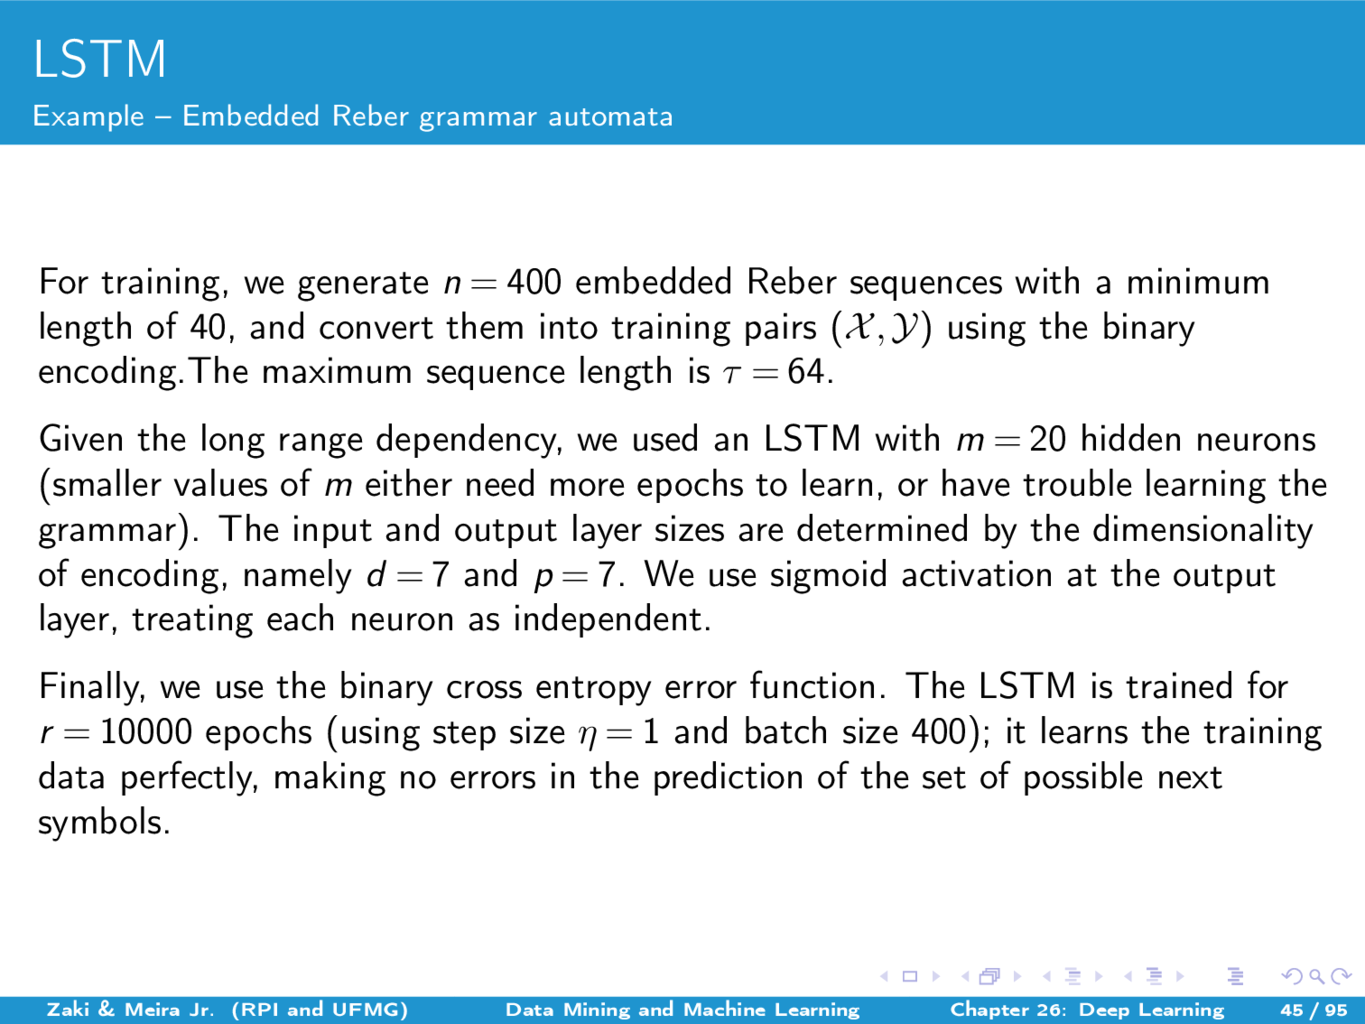 LSTM
Example – Embedded Reber grammar automata
For training, we generate n = 400 embedded Reber sequences with a minimum
length of 40, and convert them into training pairs (𝒳, 𝒴) using the binary
encoding.The maximum sequence length is τ = 64.
Given the long range dependency, we used an LSTM with m = 20 hidden neurons
(smaller values of m either need more epochs to learn, or have trouble learning the
grammar). The input and output layer sizes are determined by the dimensionality
of encoding, namely d = 7 and p = 7. We use sigmoid activation at the output
layer, treating each neuron as independent.
Finally, we use the binary cross entropy error function. The LSTM is trained for
r = 10000 epochs (using step size η = 1 and batch size 400); it learns the training
data perfectly, making no errors in the prediction of the set of possible next
symbols.
Zaki & Meira Jr. (RPI and UFMG) Data Mining and Machine Learning Chapter 26: Deep Learning 45 / 95